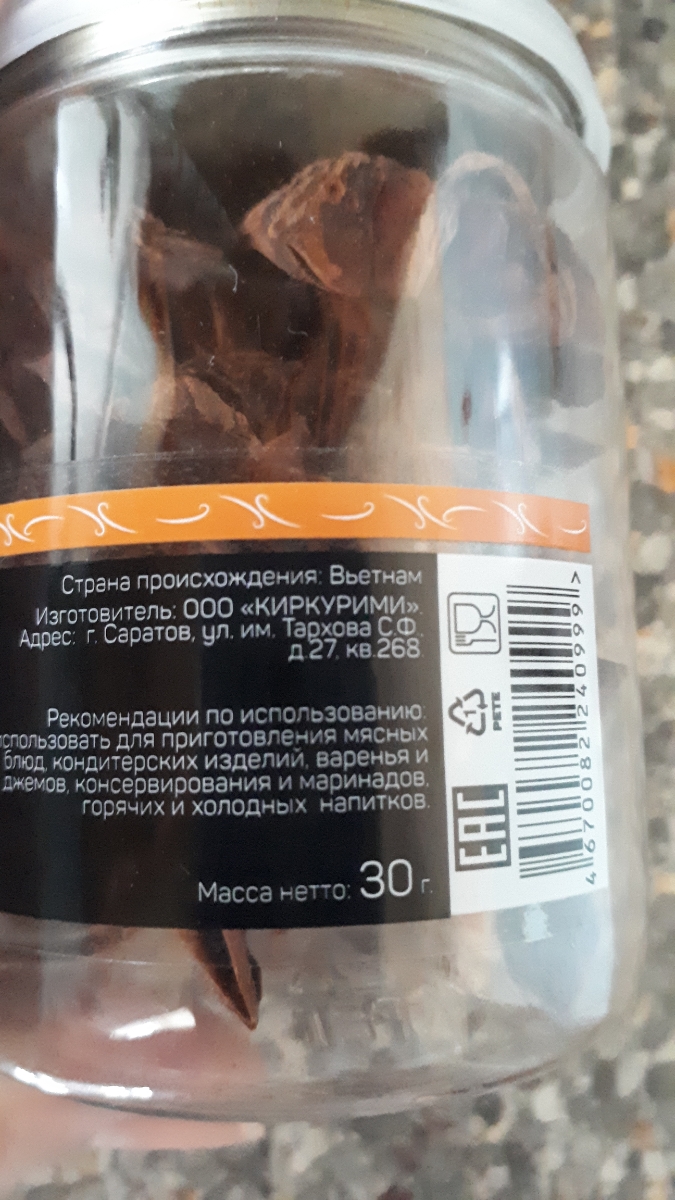 Страна происхождения: Вьетнам
Изготовитель: ООО «КИРКУРИМИ».
Адрес: г. Саратов, ул. им. Тархова С.Ф.,
д.27, кв.268.
Рекомендации по использованию:
использовать для приготовления мясных
блюд, кондитерских изделий, варенья и
джемов, консервирования и маринадов,
горячих и холодных напитков.
Масса нетто: 30 г.
1
PETE
EAC
4 670082 240999 >